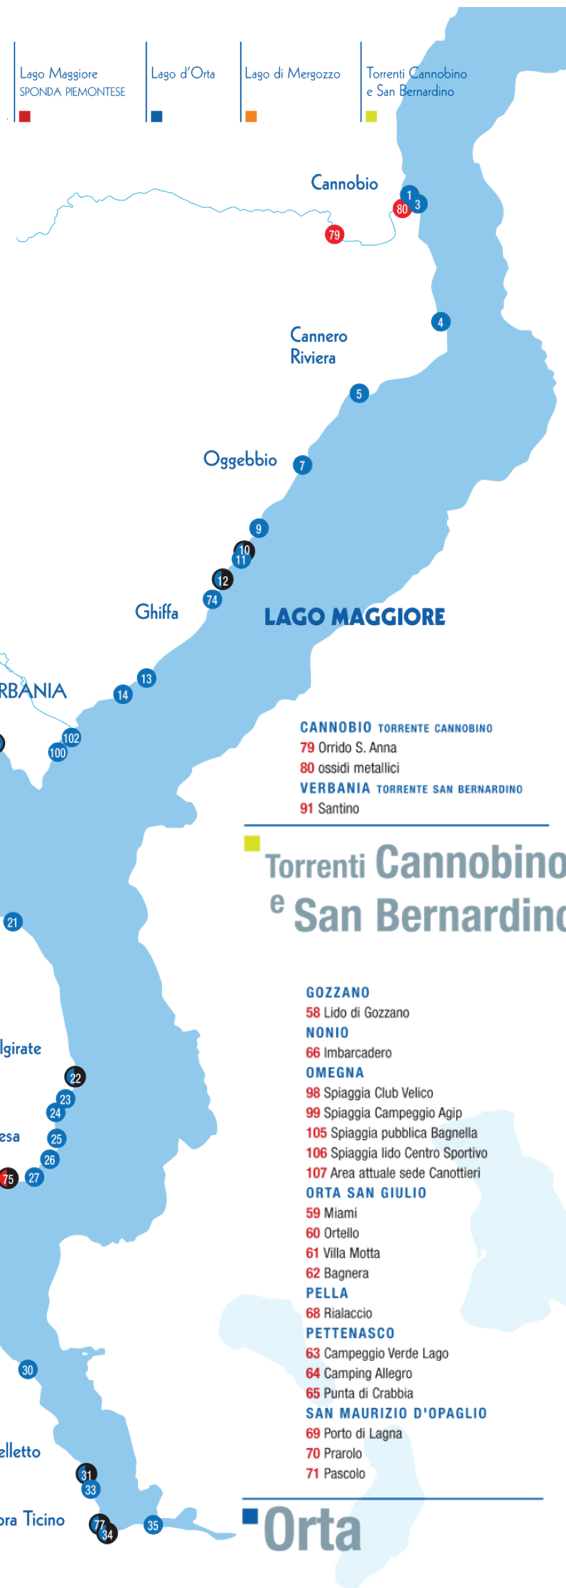 Lago Maggiore
SPONDA PIEMONTESE
Lago d'Orta
Lago di Mergozzo
Torrenti Cannobino
e San Bernardino
Cannobio
1
3
80
79
4
Cannero
Riviera
5
Oggebbio
7
9
10
11
12
74
Ghiffa
LAGO MAGGIORE
13
RBANIA
14
102
100
CANNOBIO TORRENTE CANNOBINO
79 Orrido S. Anna
80 ossidi metallici
VERBANIA TORRENTE SAN BERNARDINO
91 Santino
Torrenti Cannobino
e San Bernardino
21
GOZZANO
58 Lido di Gozzano
NONIO
66 Imbarcadero
OMEGNA
98 Spiaggia Club Velico
99 Spiaggia Campeggio Agip
105 Spiaggia pubblica Bagnella
106 Spiaggia lido Centro Sportivo
107 Area attuale sede Canottieri
ORTA SAN GIULIO
59 Miami
60 Ortello
61 Villa Motta
62 Bagnera
PELLA
68 Rialaccio
PETTENASCO
63 Campeggio Verde Lago
64 Camping Allegro
65 Punta di Crabbia
SAN MAURIZIO D'OPAGLIO
69 Porto di Lagna
70 Prarolo
71 Pascolo
Orta
lgirate
22
23
24
esa
25
26
75
27
30
elletto
31
33
ora Ticino
77
34
35